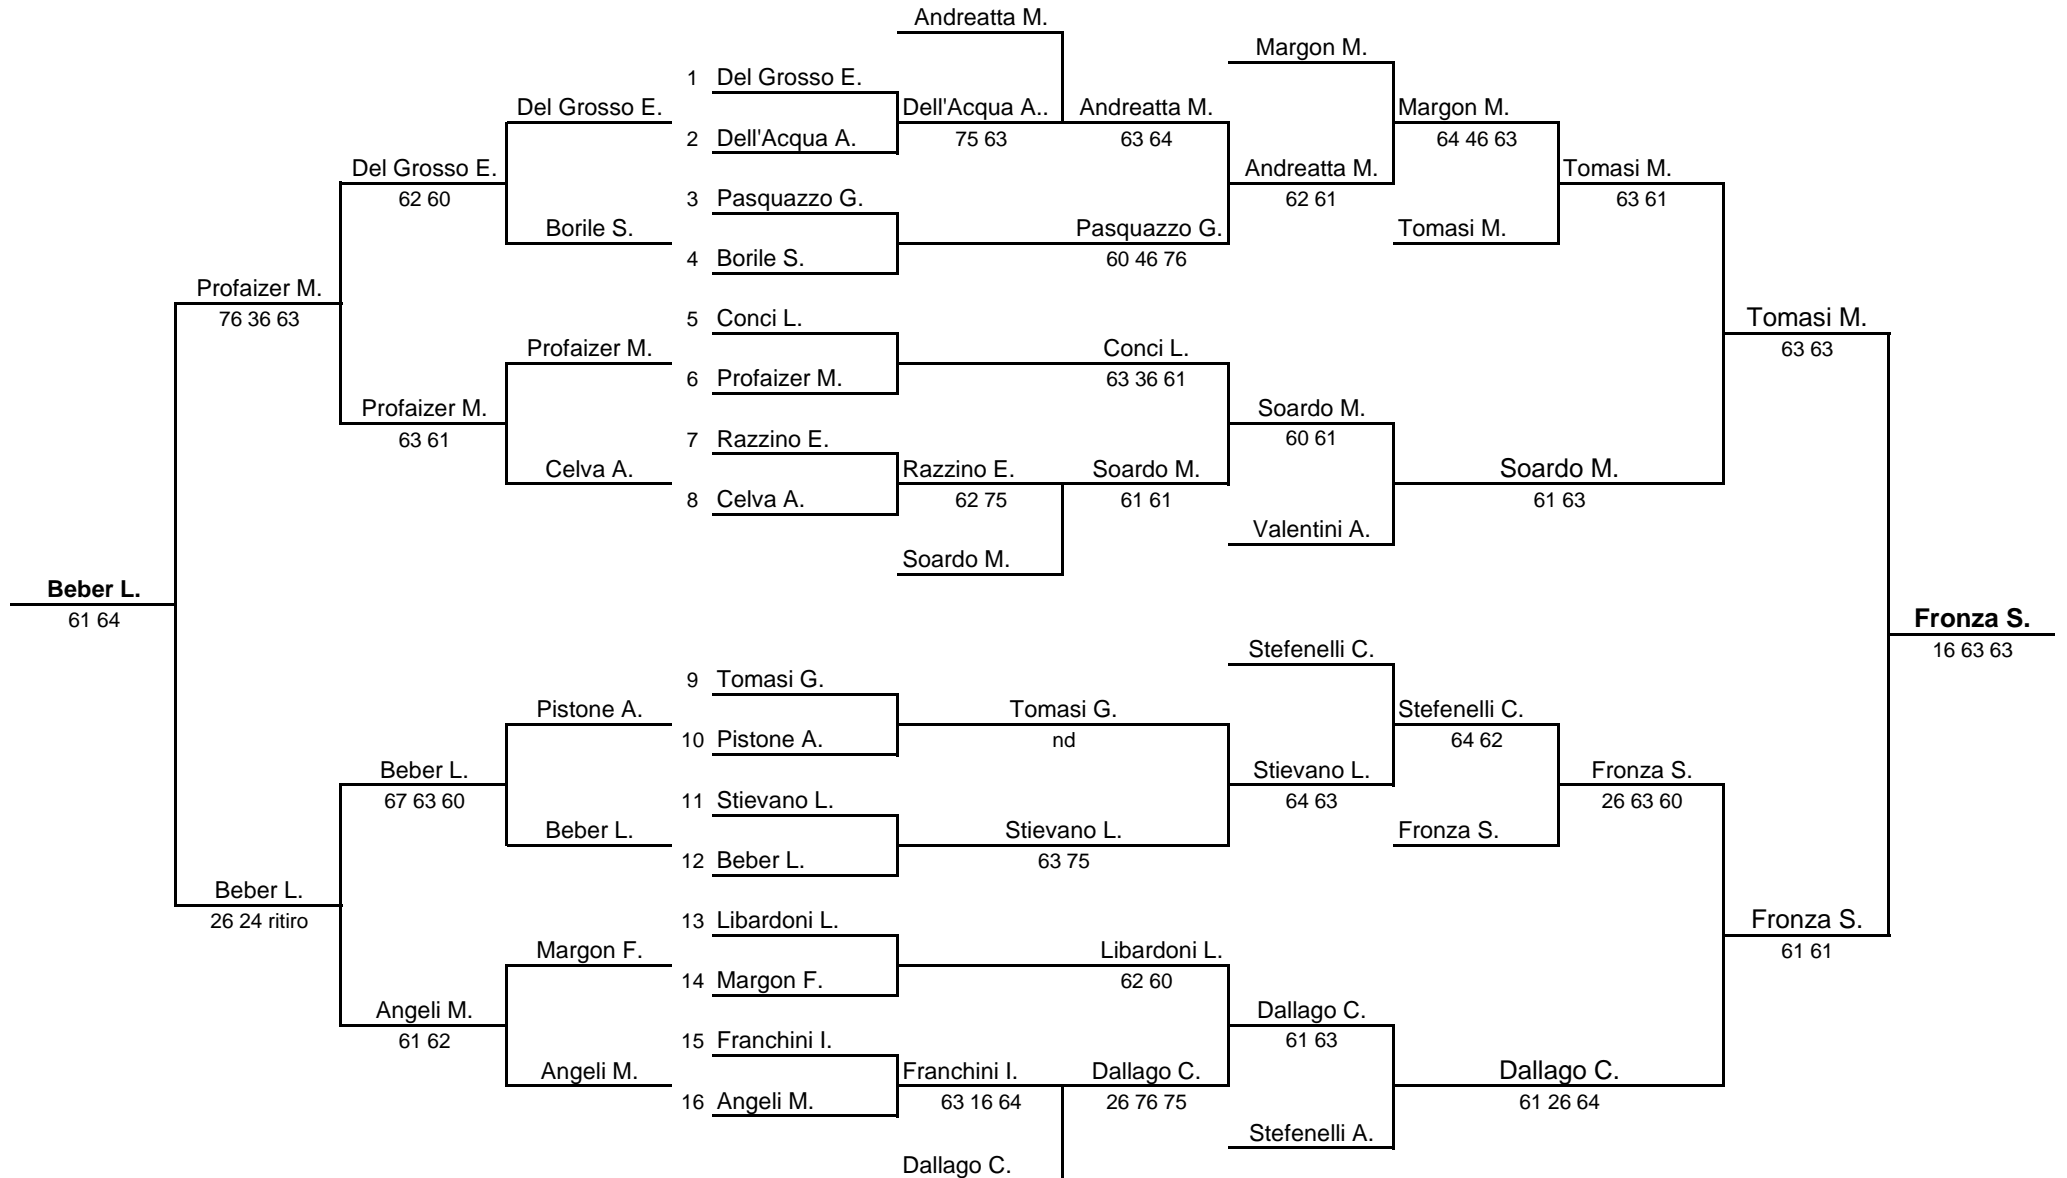 Andreatta M.
Margon M.
1 Del Grosso E.
Del Grosso E. Dell'Acqua A.. Andreatta M. Margon M.
2 Dell'Acqua A. 75 63 63 64 64 46 63
Del Grosso E. Andreatta M. Tomasi M.
62 60 3 Pasquazzo G. 62 61 63 61
Borile S. Pasquazzo G. Tomasi M.
4 Borile S. 60 46 76
Profaizer M.
76 36 63 5 Conci L. Tomasi M.
Profaizer M. Conci L. 63 63
6 Profaizer M. 63 36 61
Profaizer M. Soardo M.
63 61 7 Razzino E. 60 61
Celva A. Razzino E. Soardo M. Soardo M.
8 Celva A. 62 75 61 61 61 63
Valentini A.
Soardo M.
Beber L.
61 64 Fronza S.
Stefenelli C. 16 63 63
9 Tomasi G.
Pistone A. Tomasi G. Stefenelli C.
10 Pistone A. nd 64 62
Beber L. Stievano L. Fronza S.
67 63 60 11 Stievano L. 64 63 26 63 60
Beber L. Stievano L. Fronza S.
12 Beber L. 63 75
Beber L.
26 24 ritiro 13 Libardoni L. Fronza S.
Margon F. Libardoni L. 61 61
14 Margon F. 62 60
Angeli M. Dallago C.
61 62 15 Franchini I. 61 63
Angeli M. Franchini I. Dallago C. Dallago C.
16 Angeli M. 63 16 64 26 76 75 61 26 64
Stefenelli A.
Dallago C.